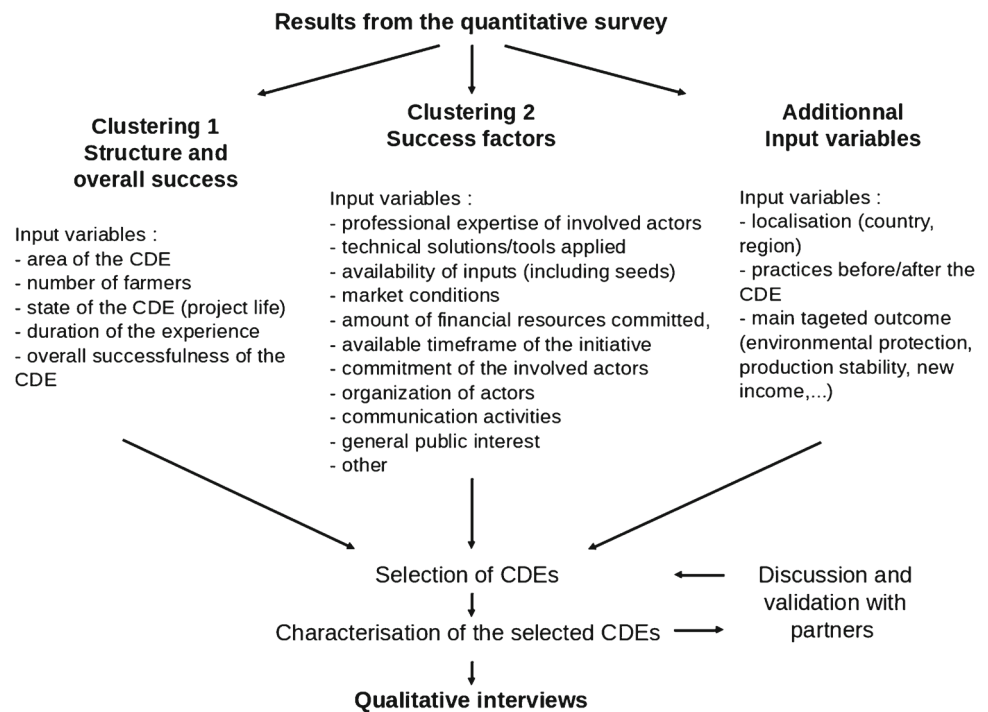 Results from the quantitative survey
Clustering 1
Structure and
overall success
Input variables :
- area of the CDE
- number of farmers
- state of the CDE (project life)
- duration of the experience
- overall successfulness of the
CDE
Clustering 2
Success factors
Input variables :
- professional expertise of involved actors
- technical solutions/tools applied
- availability of inputs (including seeds)
- market conditions
- amount of financial resources committed,
- available timeframe of the initiative
- commitment of the involved actors
- organization of actors
- communication activities
- general public interest
- other
Additionnal
Input variables
Input variables :
- localisation (country,
region)
- practices before/after the
CDE
- main tageted outcome
(environmental protection,
production stability, new
income,...)
Selection of CDEs
Characterisation of the selected CDEs
Discussion and
validation with
partners
Qualitative interviews